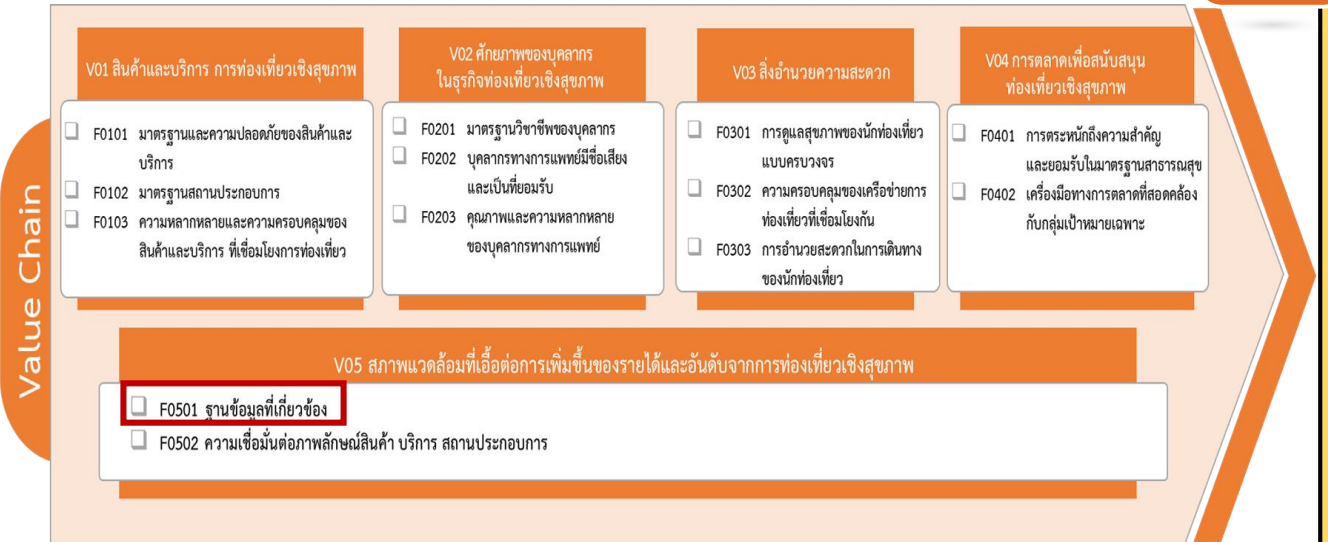 Value Chain
V01 สินค้าและบริการ การท่องเที่ยวเชิงสุขภาพ
F0101 มาตรฐานและความปลอดภัยของสินค้าและ
บริการ
F0102 มาตรฐานสถานประกอบการ
F0103 ความหลากหลายและความครอบคลุมของ
สินค้าและบริการ ที่เชื่อมโยงการท่องเที่ยว
V02 ศักยภาพของบุคลากร
ในธุรกิจท่องเที่ยวเชิงสุขภาพ
F0201 มาตรฐานวิชาชีพของบุคลากร
F0202 บุคลากรทางการแพทย์มีชื่อเสียง
และเป็นที่ยอมรับ
F0203 คุณภาพและความหลากหลาย
ของบุคลากรทางการแพทย์
V03 สิ่งอำนวยความสะดวก
F0301 การดูแลสุขภาพของนักท่องเที่ยว
แบบครบวงจร
F0302 ความครอบคลุมของเครือข่ายการ
ท่องเที่ยวที่เชื่อมโยงกัน
F0303 การอำนวยสะดวกในการเดินทาง
ของนักท่องเที่ยว
V04 การตลาดเพื่อสนับสนุน
ท่องเที่ยวเชิงสุขภาพ
F0401 การตระหนักถึงความสำคัญ
และยอมรับในมาตรฐานสาธารณสุข
F0402 เครื่องมือทางการตลาดที่สอดคล้อง
กับกลุ่มเป้าหมายเฉพาะ
V05 สภาพแวดล้อมที่เอื้อต่อการเพิ่มขึ้นของรายได้และอันดับจากการท่องเที่ยวเชิงสุขภาพ
F0501 ฐานข้อมูลที่เกี่ยวข้อง
F0502 ความเชื่อมั่นต่อภาพลักษณ์สินค้า บริการ สถานประกอบการ